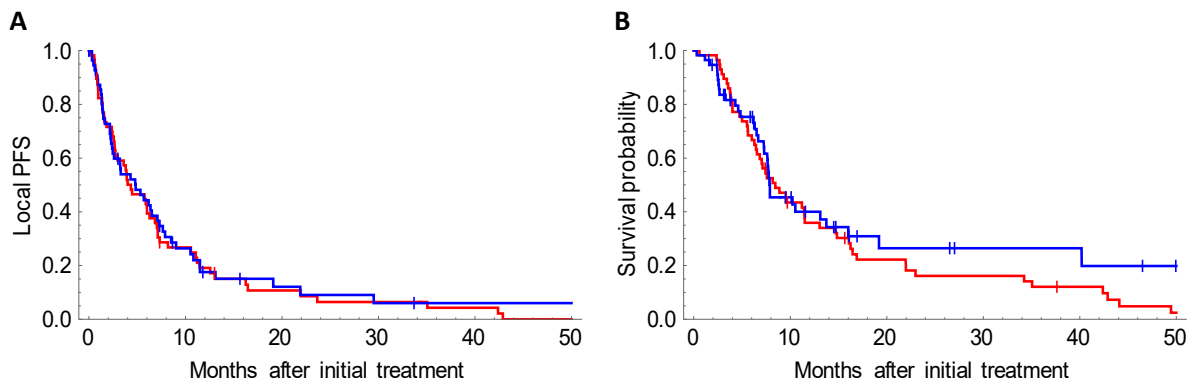 A
B
Local PFS
1.0
0.8
0.6
0.4
0.2
0.0
0 10 20 30 40 50
Months after initial treatment
Survival probability
1.0
0.8
0.6
0.4
0.2
0.0
0 10 20 30 40 50
Months after initial treatment